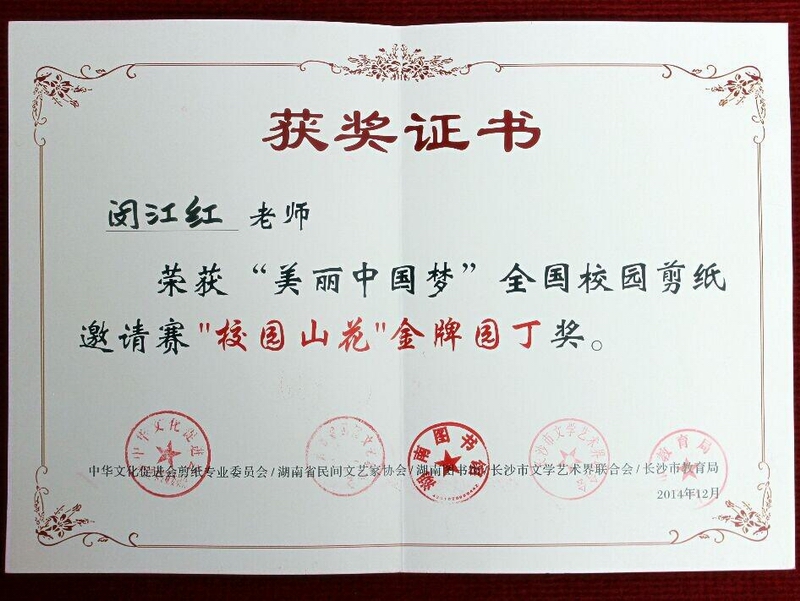 获奖证书
闵江红 老师
荣获“美丽中国梦”全国校园剪纸
邀请赛"校园山花"金牌园丁奖。
中华文化促进会剪纸专业委员会/湖南省民间文艺家协会/湖南图书馆/长沙市文学艺术界联合会/长沙市教育局
2014年12月